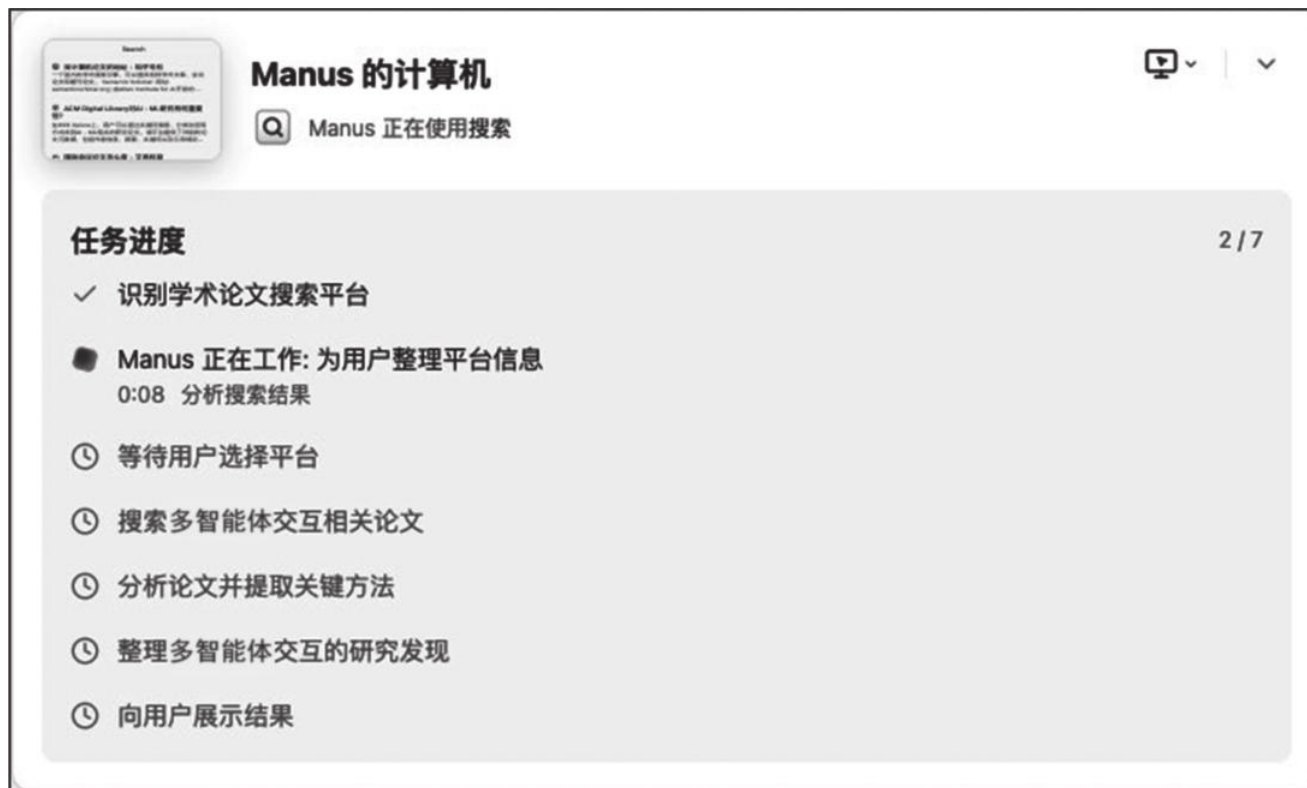 Search
Manus 的计算机
Manus 正在使用搜索
任务进度
2 / 7
识别学术论文搜索平台
Manus 正在工作: 为用户整理平台信息
0:08 分析搜索结果
等待用户选择平台
搜索多智能体交互相关论文
分析论文并提取关键方法
整理多智能体交互的研究发现
向用户展示结果